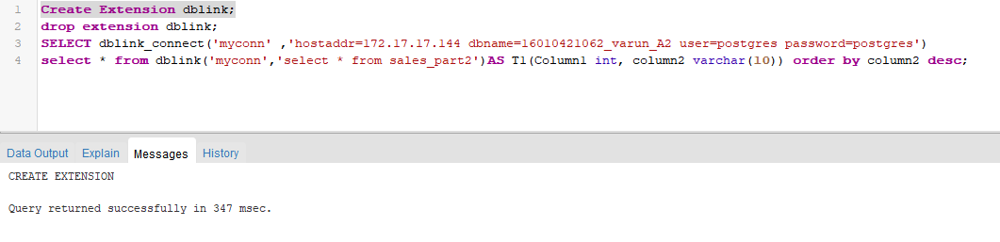 1 Create Extension dblink;
2 drop extension dblink;
3 SELECT dblink_connect('myconn' ,'hostaddr=172.17.17.144 dbname=16010421062_varun_A2 user=postgres password=postgres')
4 select * from dblink('myconn','select * from sales_part2')AS T1(Column1 int, column2 varchar(10)) order by column2 desc;
Data Output Explain Messages History
CREATE EXTENSION
Query returned successfully in 347 msec.